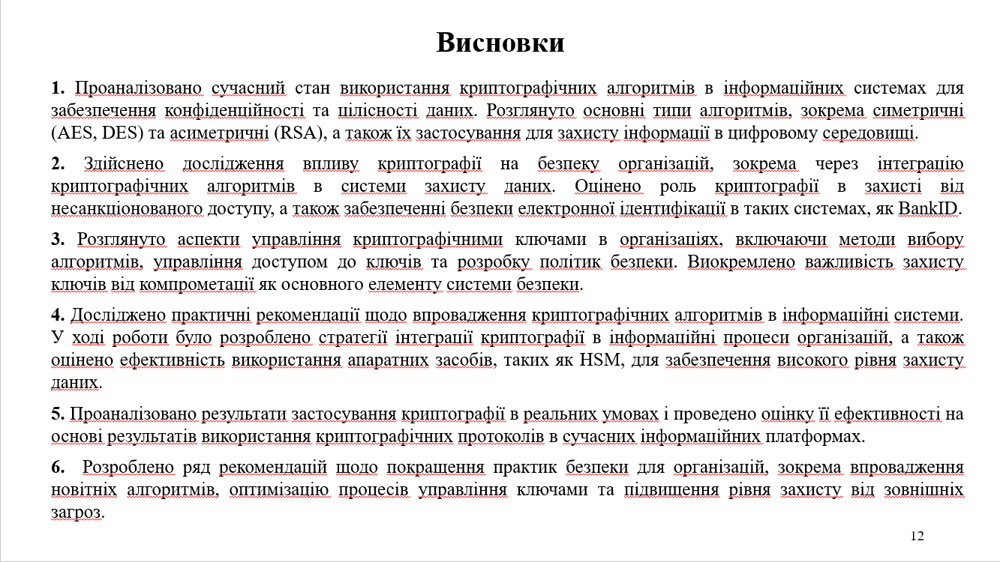 Висновки
1. Проаналізовано сучасний стан використання криптографічних алгоритмів в інформаційних системах для
забезпечення конфіденційності та цілісності даних. Розглянуто основні типи алгоритмів, зокрема симетричні
(AES, DES) та асиметричні (RSA), а також їх застосування для захисту інформації в цифровому середовищі.
2. Здійснено дослідження впливу криптографії на безпеку організацій, зокрема через інтеграцію
криптографічних алгоритмів в системи захисту даних. Оцінено роль криптографії в захисті від
несанкціонованого доступу, а також забезпеченні безпеки електронної ідентифікації в таких системах, як BankID.
3. Розглянуто аспекти управління криптографічними ключами в організаціях, включаючи методи вибору
алгоритмів, управління доступом до ключів та розробку політик безпеки. Виокремлено важливість захисту
ключів від компрометації як основного елементу системи безпеки.
4. Досліджено практичні рекомендації щодо впровадження криптографічних алгоритмів в інформаційні системи.
У ході роботи було розроблено стратегії інтеграції криптографії в інформаційні процеси організацій, а також
оцінено ефективність використання апаратних засобів, таких як HSM, для забезпечення високого рівня захисту
даних.
5. Проаналізовано результати застосування криптографії в реальних умовах і проведено оцінку її ефективності на
основі результатів використання криптографічних протоколів в сучасних інформаційних платформах.
6. Розроблено ряд рекомендацій щодо покращення практик безпеки для організацій, зокрема впровадження
новітніх алгоритмів, оптимізацію процесів управління ключами та підвищення рівня захисту від зовнішніх
загроз.
12